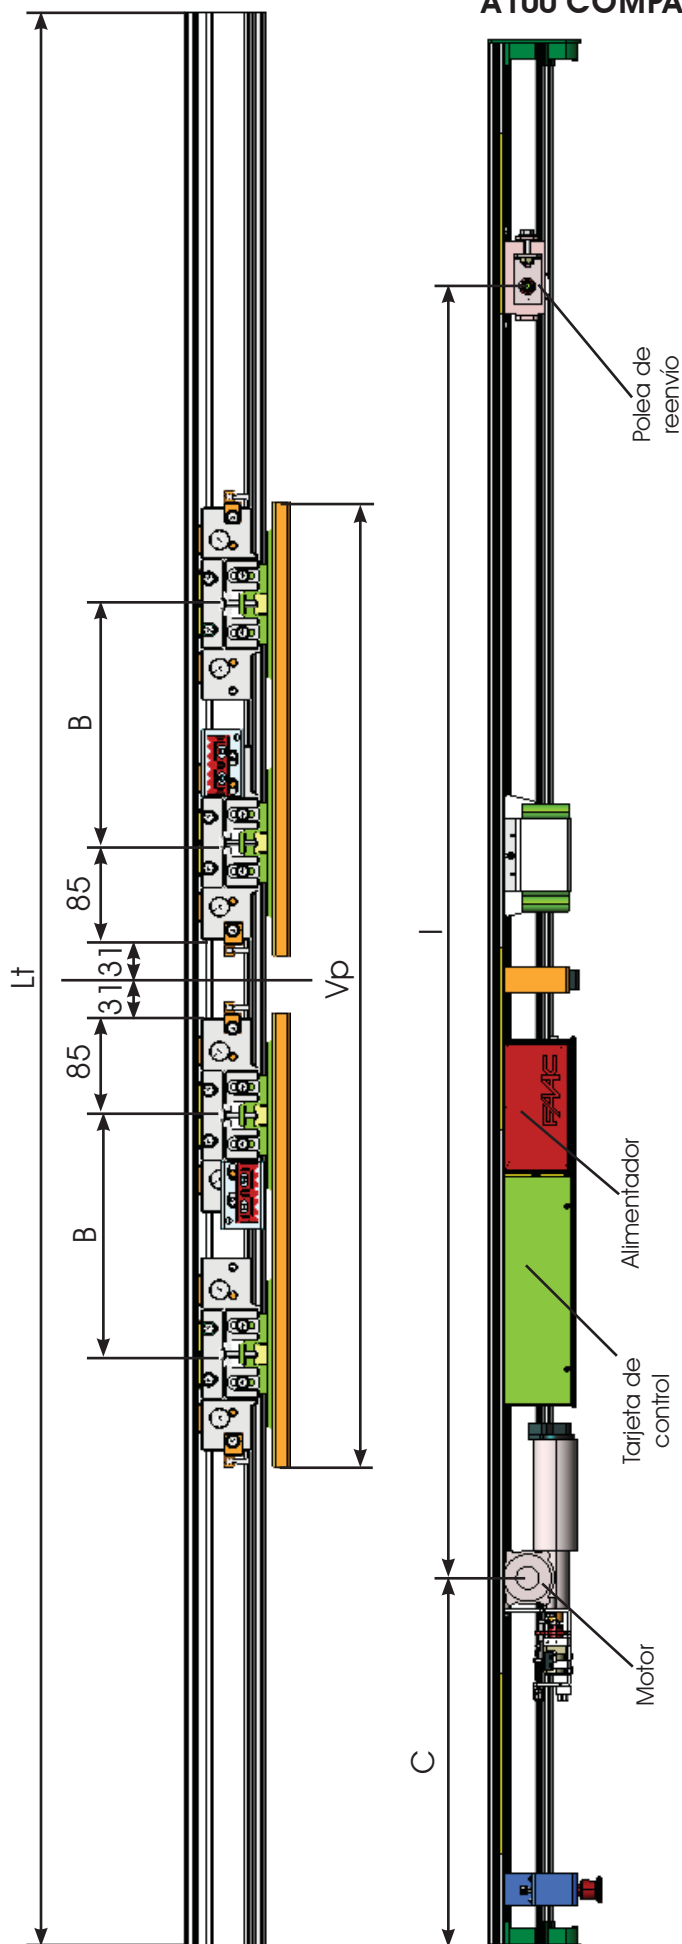 A100 COMPA
Lt
B
85
31
31
85
B
Vp
Polea de
reenvío
I
FAAC
Alimentador
Tarjeta de
control
Motor
C